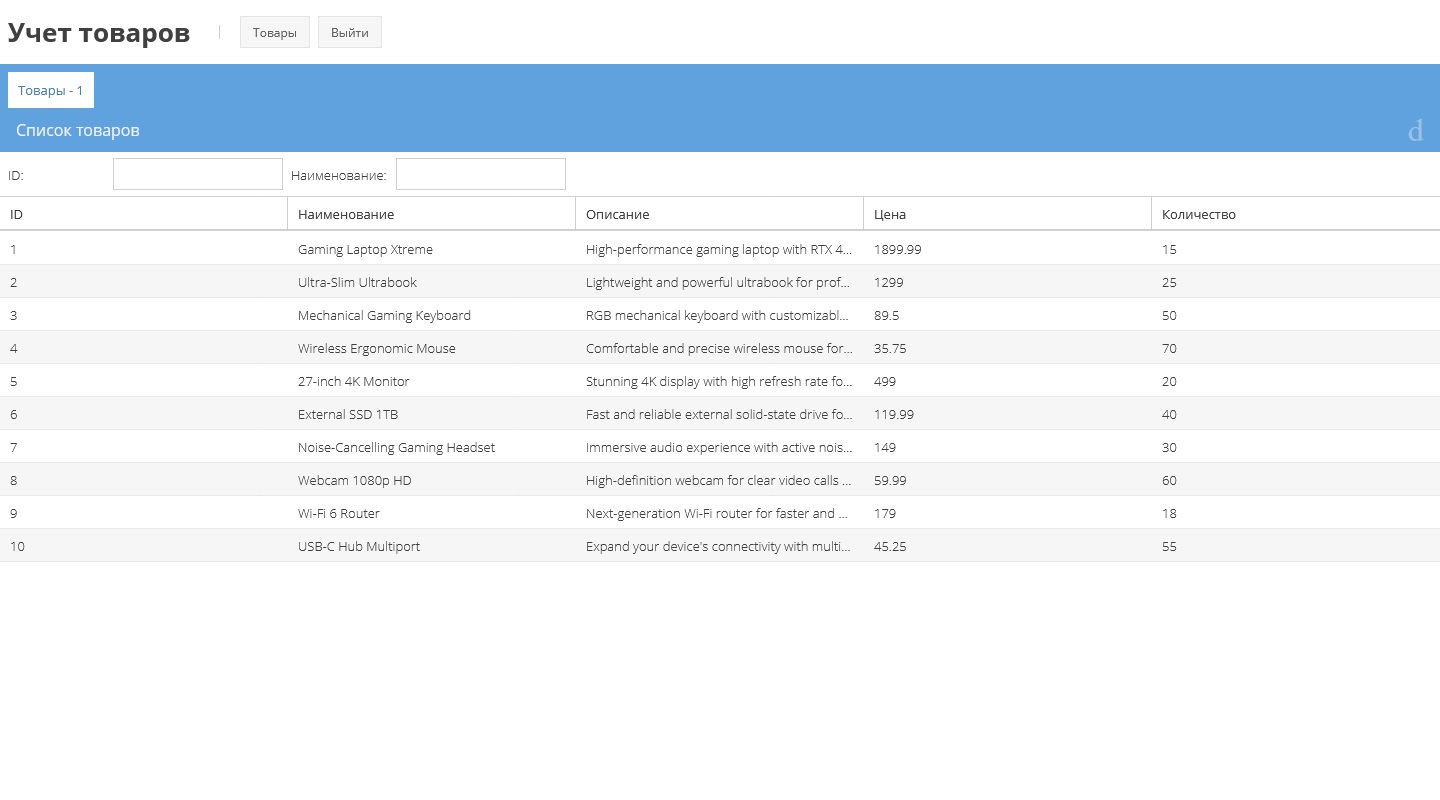 Учет товаров Товары Выйти
Товары - 1
Список товаров d
ID: Наименование:
ID Наименование Описание Цена Количество
1 Gaming Laptop Xtreme High-performance gaming laptop with RTX 4... 1899.99 15
2 Ultra-Slim Ultrabook Lightweight and powerful ultrabook for prof... 1299 25
3 Mechanical Gaming Keyboard RGB mechanical keyboard with customizabl... 89.5 50
4 Wireless Ergonomic Mouse Comfortable and precise wireless mouse for... 35.75 70
5 27-inch 4K Monitor Stunning 4K display with high refresh rate fo... 499 20
6 External SSD 1TB Fast and reliable external solid-state drive fo... 119.99 40
7 Noise-Cancelling Gaming Headset Immersive audio experience with active nois... 149 30
8 Webcam 1080p HD High-definition webcam for clear video calls ... 59.99 60
9 Wi-Fi 6 Router Next-generation Wi-Fi router for faster and ... 179 18
10 USB-C Hub Multiport Expand your device's connectivity with multi... 45.25 55